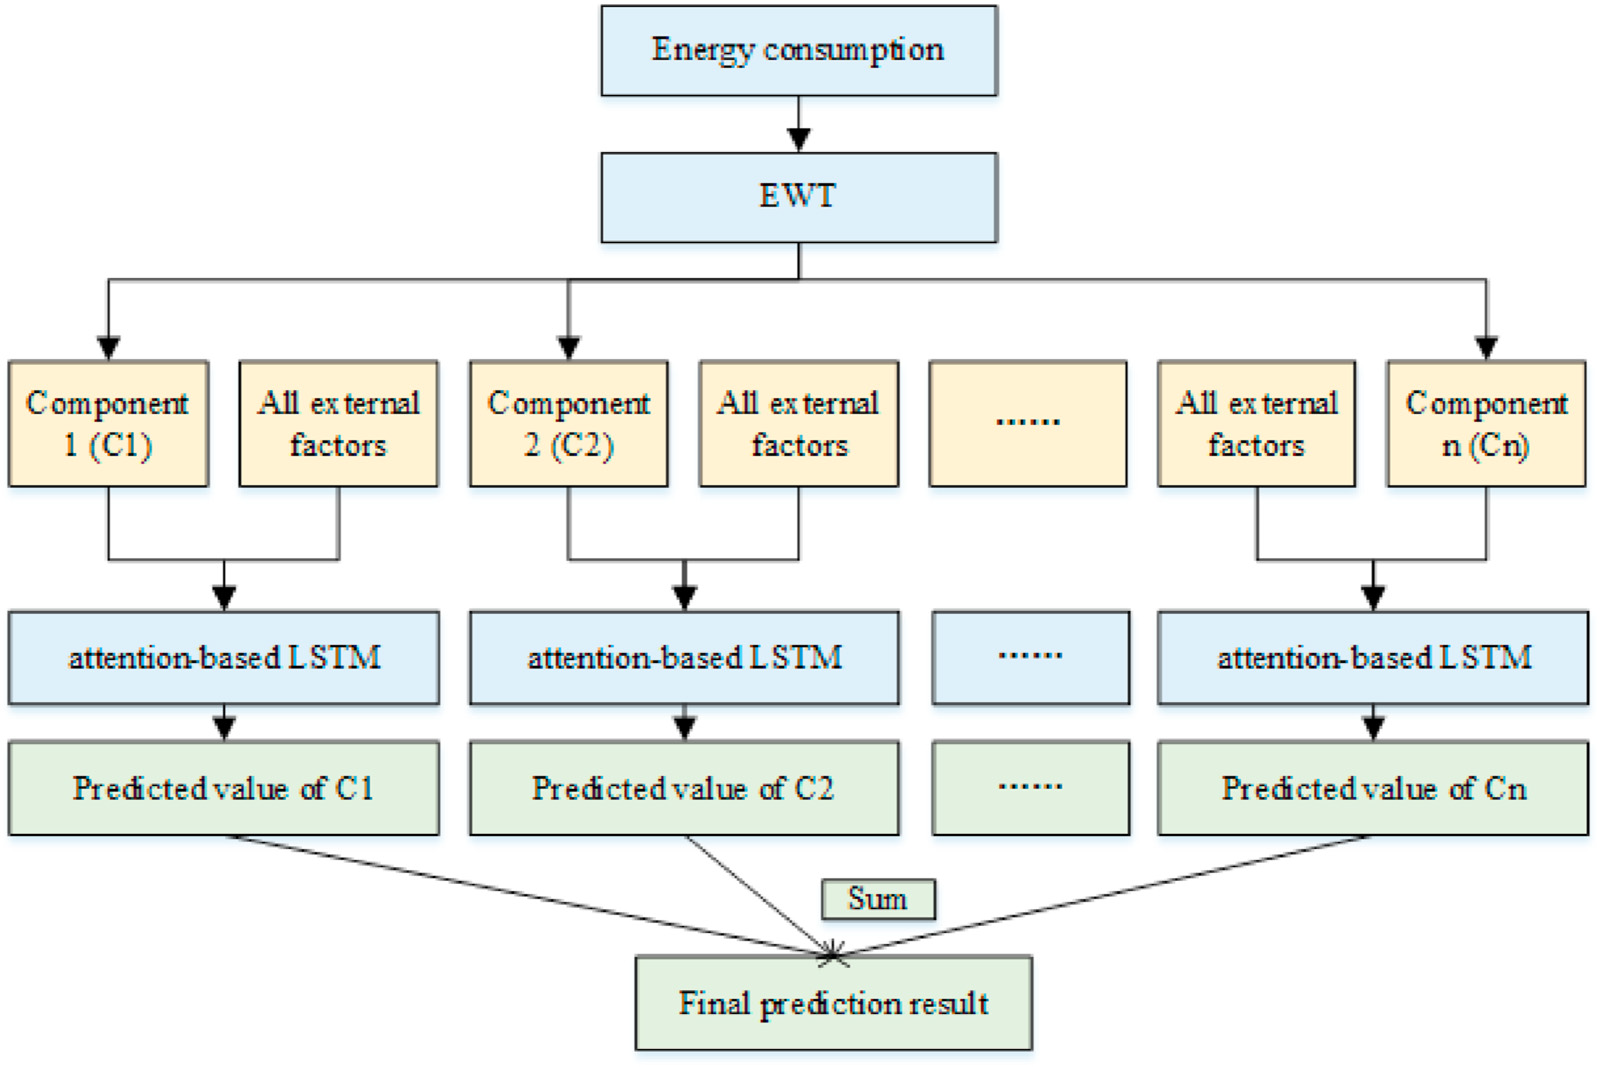 Energy consumption
EWT
Component
1 (C1)
All external
factors
Component
2 (C2)
All external
factors
······
All external
factors
Component
n (Cn)
attention-based LSTM
attention-based LSTM
······
attention-based LSTM
Predicted value of C1
Predicted value of C2
······
Predicted value of Cn
Sum
Final prediction result